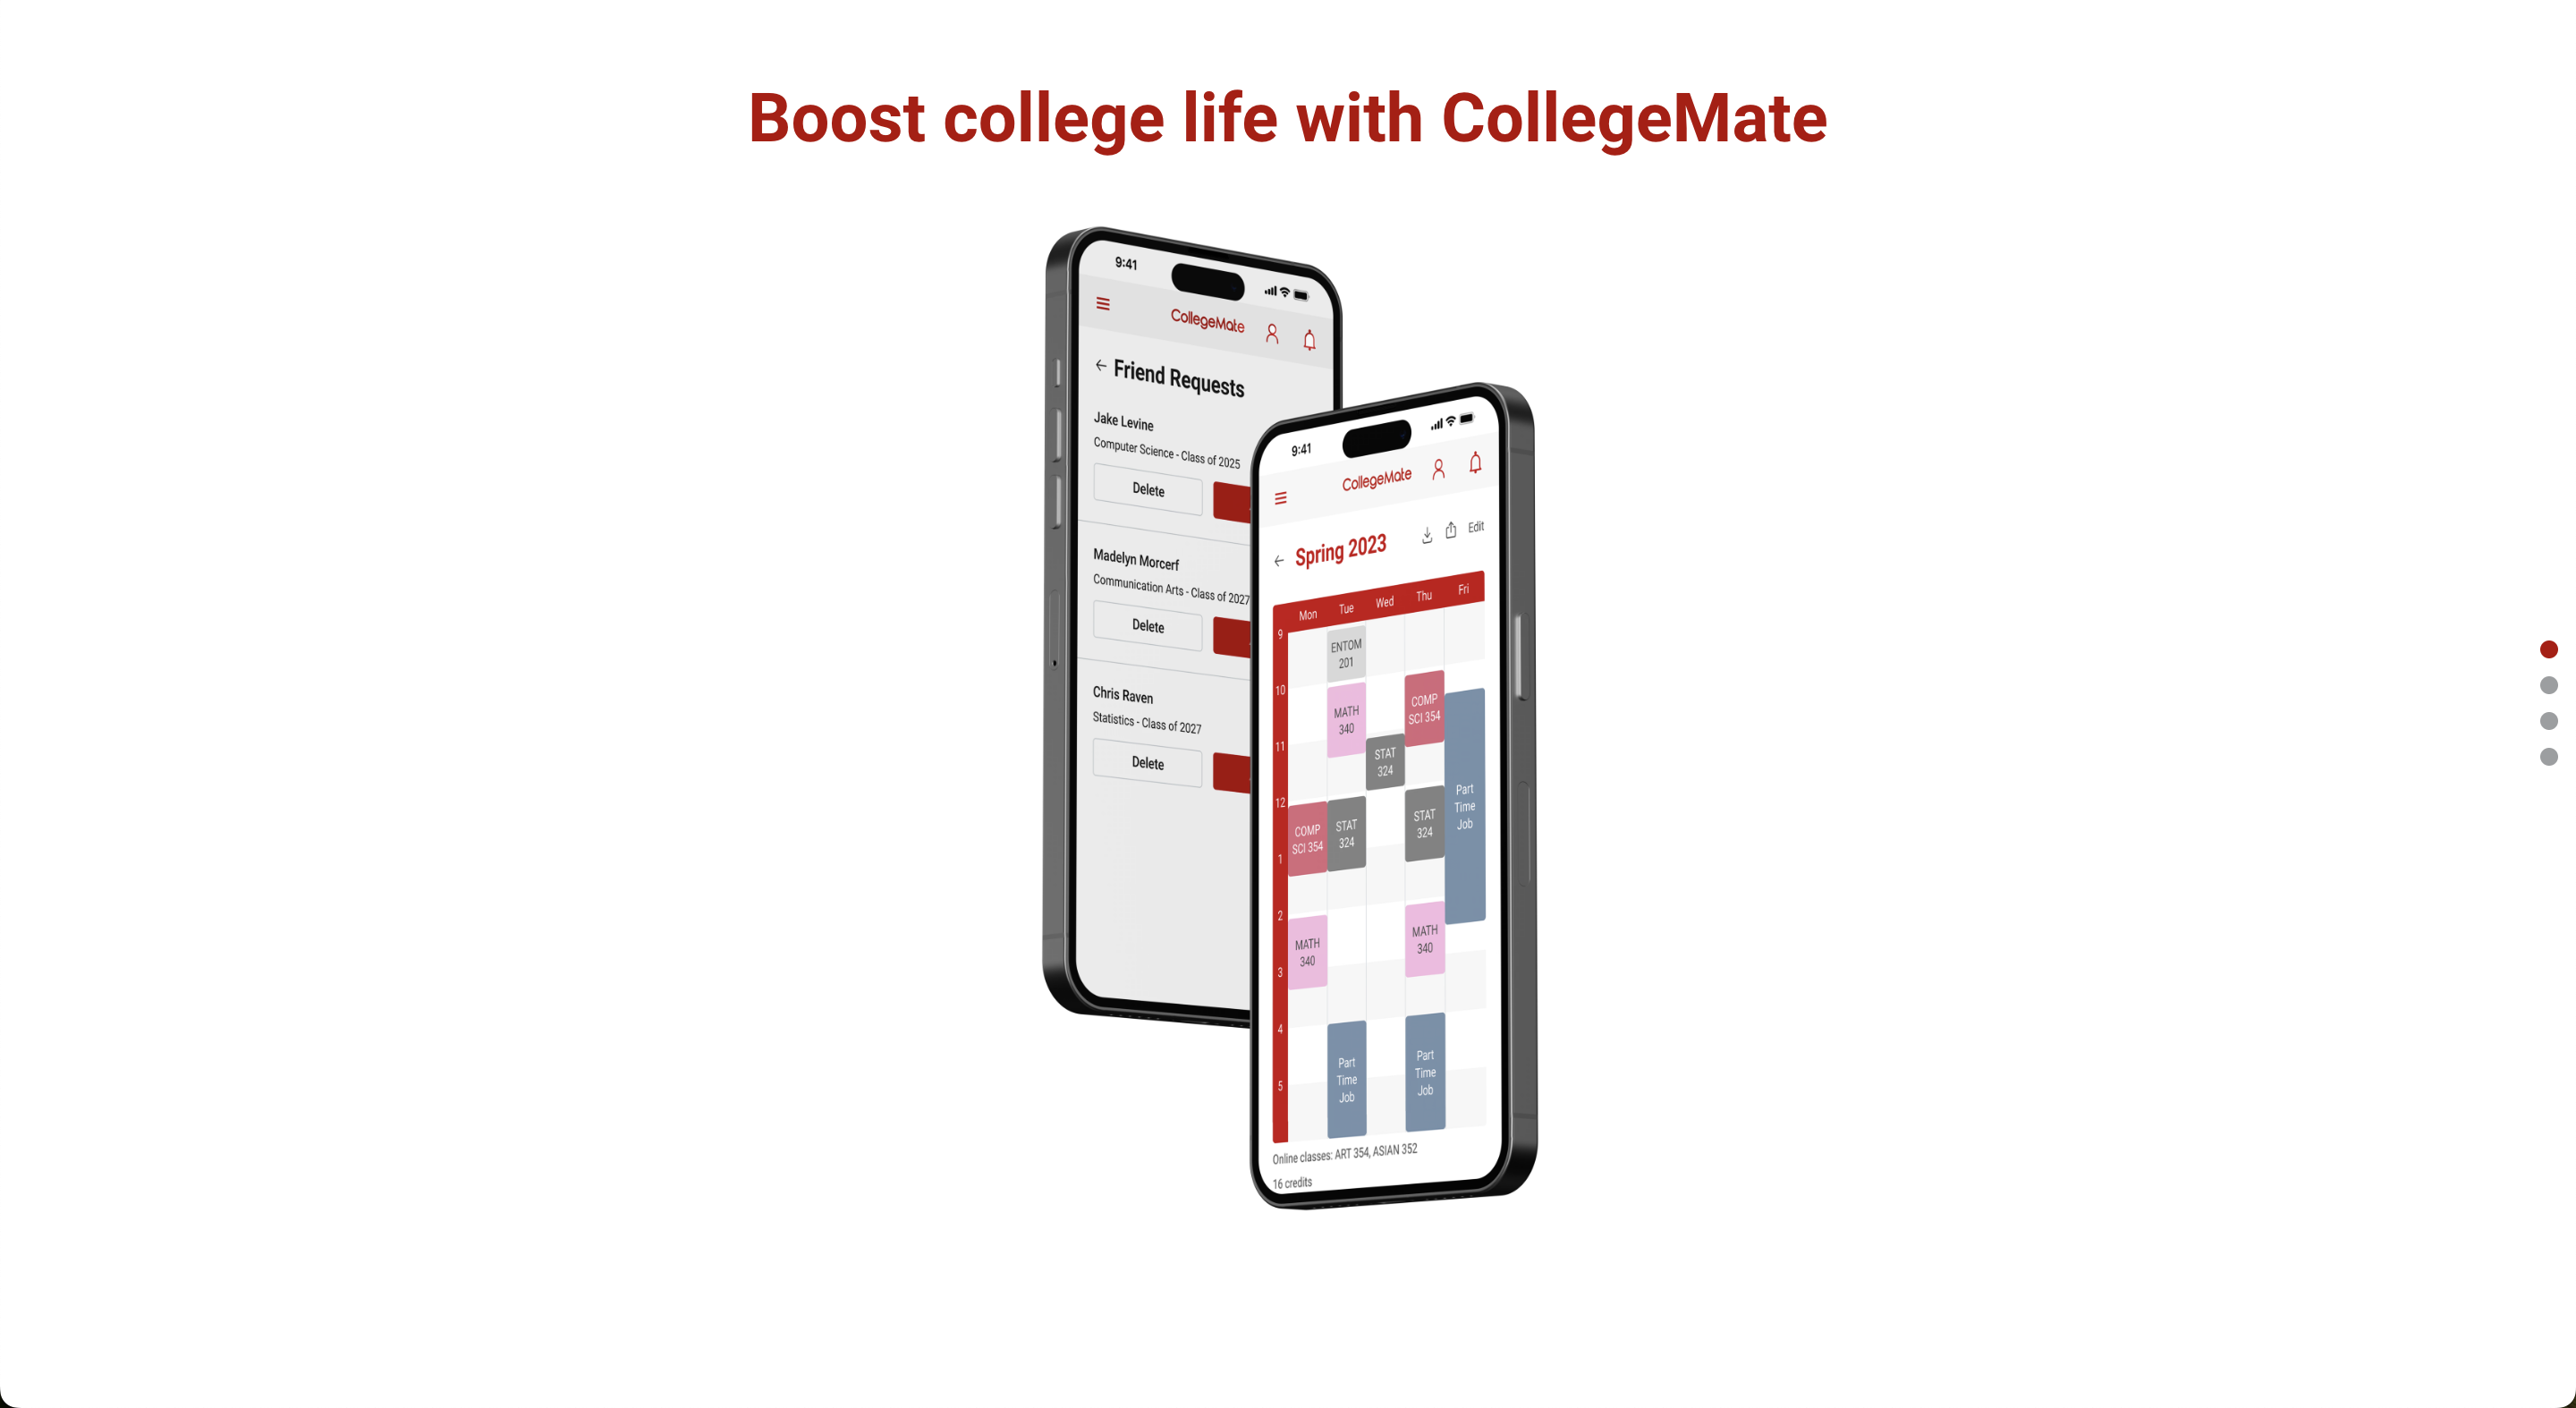 Boost college life with CollegeMate
9:41
CollegeMate
Friend Requests
Jake Levine
Computer Science - Class of 2025
Delete
Madelyn Morcerf
Communication Arts - Class of 2027
Delete
Chris Raven
Statistics - Class of 2027
Delete
9:41
CollegeMate
Spring 2023
Edit
Mon Tue Wed Thu Fri
9
ENTOM
201
10
MATH
340
COMP
SCI 354
11
STAT
324
Part
Time
Job
12
COMP
SCI 354
STAT
324
STAT
324
1
2
MATH
340
MATH
340
3
4
Part
Time
Job
Part
Time
Job
5
Online classes: ART 354, ASIAN 352
16 credits